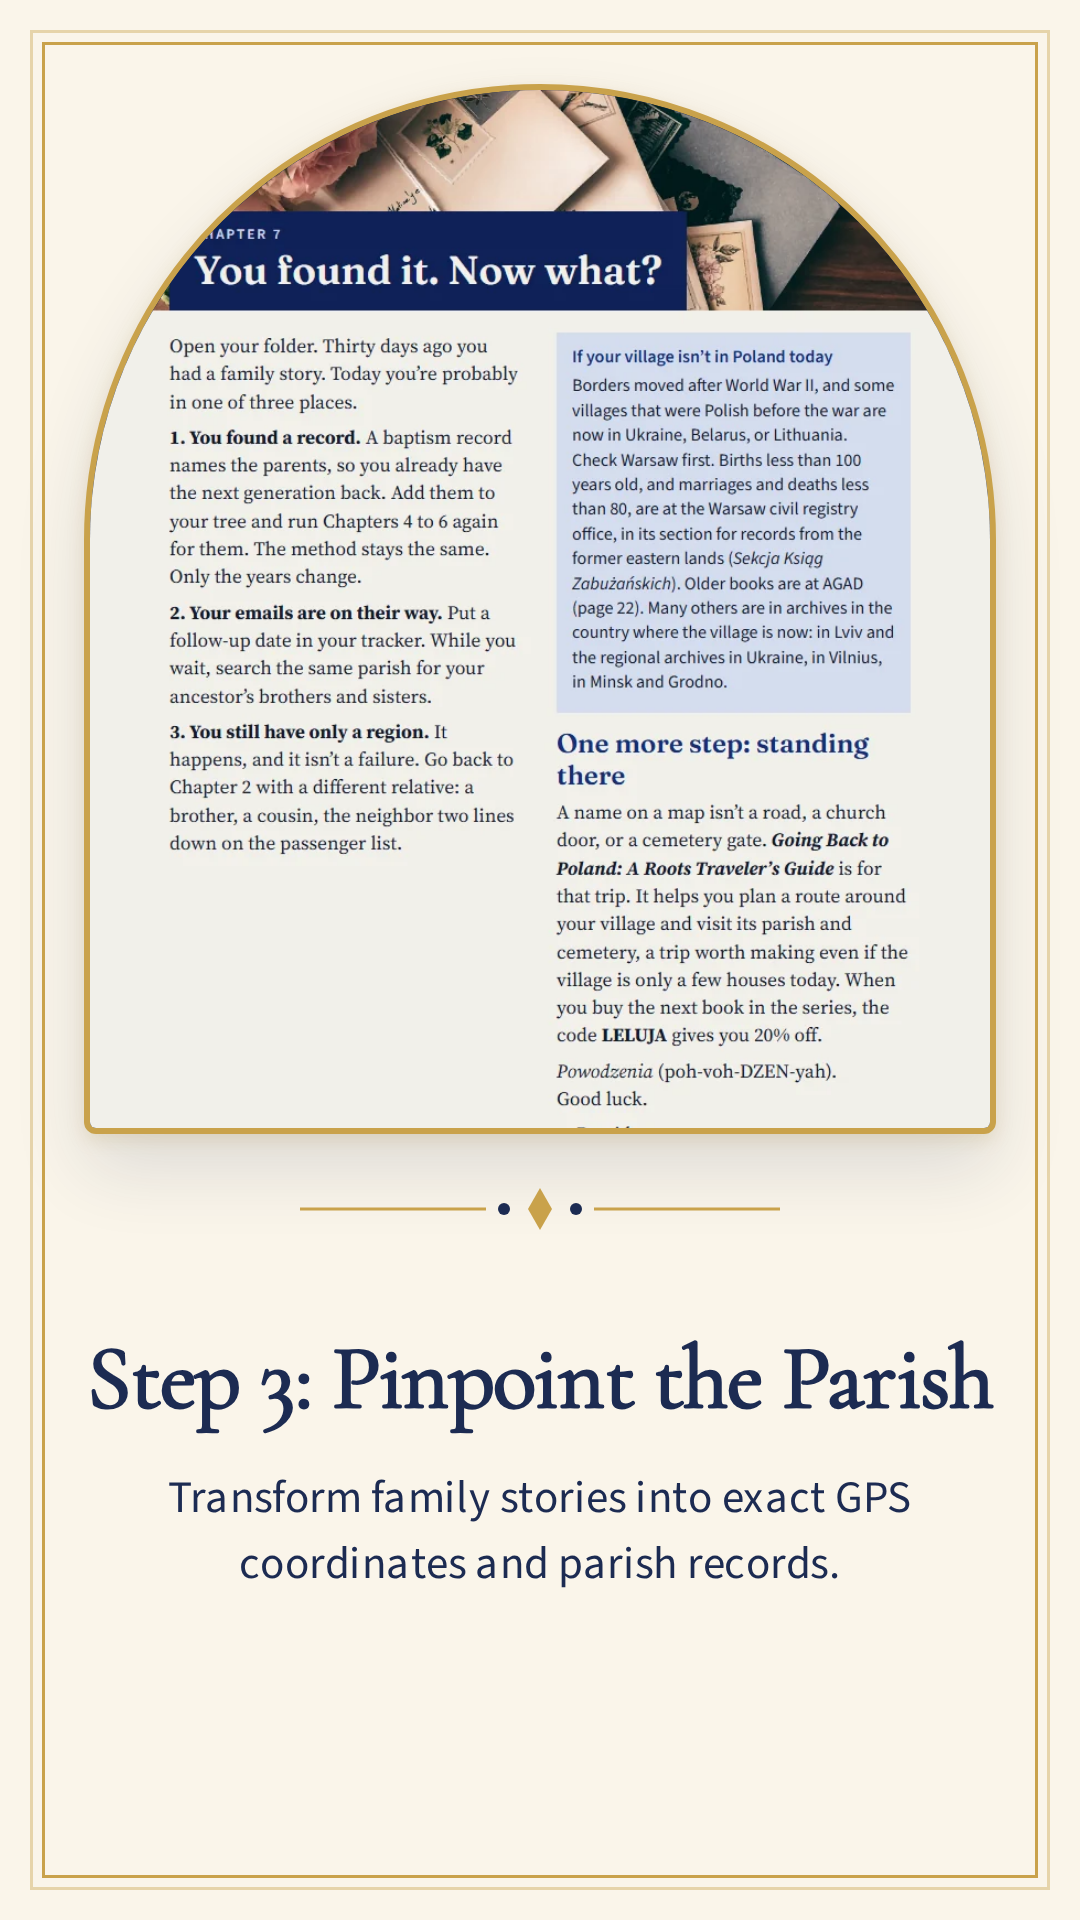 CHAPTER 7
You found it. Now what?
Open your folder. Thirty days ago you
had a family story. Today you’re probably
in one of three places.
1. You found a record. A baptism record
names the parents, so you already have
the next generation back. Add them to
your tree and run Chapters 4 to 6 again
for them. The method stays the same.
Only the years change.
2. Your emails are on their way. Put a
follow-up date in your tracker. While you
wait, search the same parish for your
ancestor’s brothers and sisters.
3. You still have only a region. It
happens, and it isn’t a failure. Go back to
Chapter 2 with a different relative: a
brother, a cousin, the neighbor two lines
down on the passenger list.
If your village isn’t in Poland today
Borders moved after World War II, and some
villages that were Polish before the war are
now in Ukraine, Belarus, or Lithuania.
Check Warsaw first. Births less than 100
years old, and marriages and deaths less
than 80, are at the Warsaw civil registry
office, in its section for records from the
former eastern lands (Sekcja Ksiąg
Zabużańskich). Older books are at AGAD
(page 22). Many others are in archives in the
country where the village is now: in Lviv and
the regional archives in Ukraine, in Vilnius,
in Minsk and Grodno.
One more step: standing
there
A name on a map isn’t a road, a church
door, or a cemetery gate. Going Back to
Poland: A Roots Traveler’s Guide is for
that trip. It helps you plan a route around
your village and visit its parish and
cemetery, a trip worth making even if the
village is only a few houses today. When
you buy the next book in the series, the
code LELUJA gives you 20% off.
Powodzenia (poh-voh-DZEN-yah).
Good luck.
Step 3: Pinpoint the Parish
Transform family stories into exact GPS
coordinates and parish records.